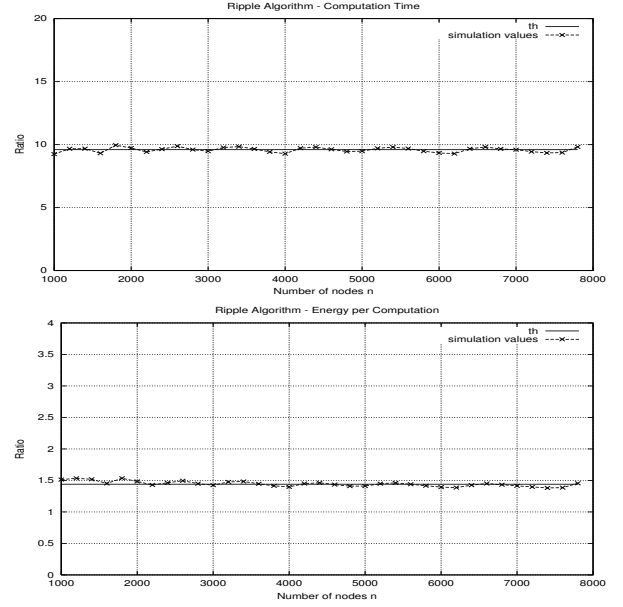 Ripple Algorithm - Computation Time
20
th
simulation values
15
Ratio
10
5
0
1000 2000 3000 4000 5000 6000 7000 8000
Number of nodes n
Ripple Algorithm - Energy per Computation
4
th
simulation values
3.5
3
2.5
Ratio
2
1.5
1
0.5
0
1000 2000 3000 4000 5000 6000 7000 8000
Number of nodes n